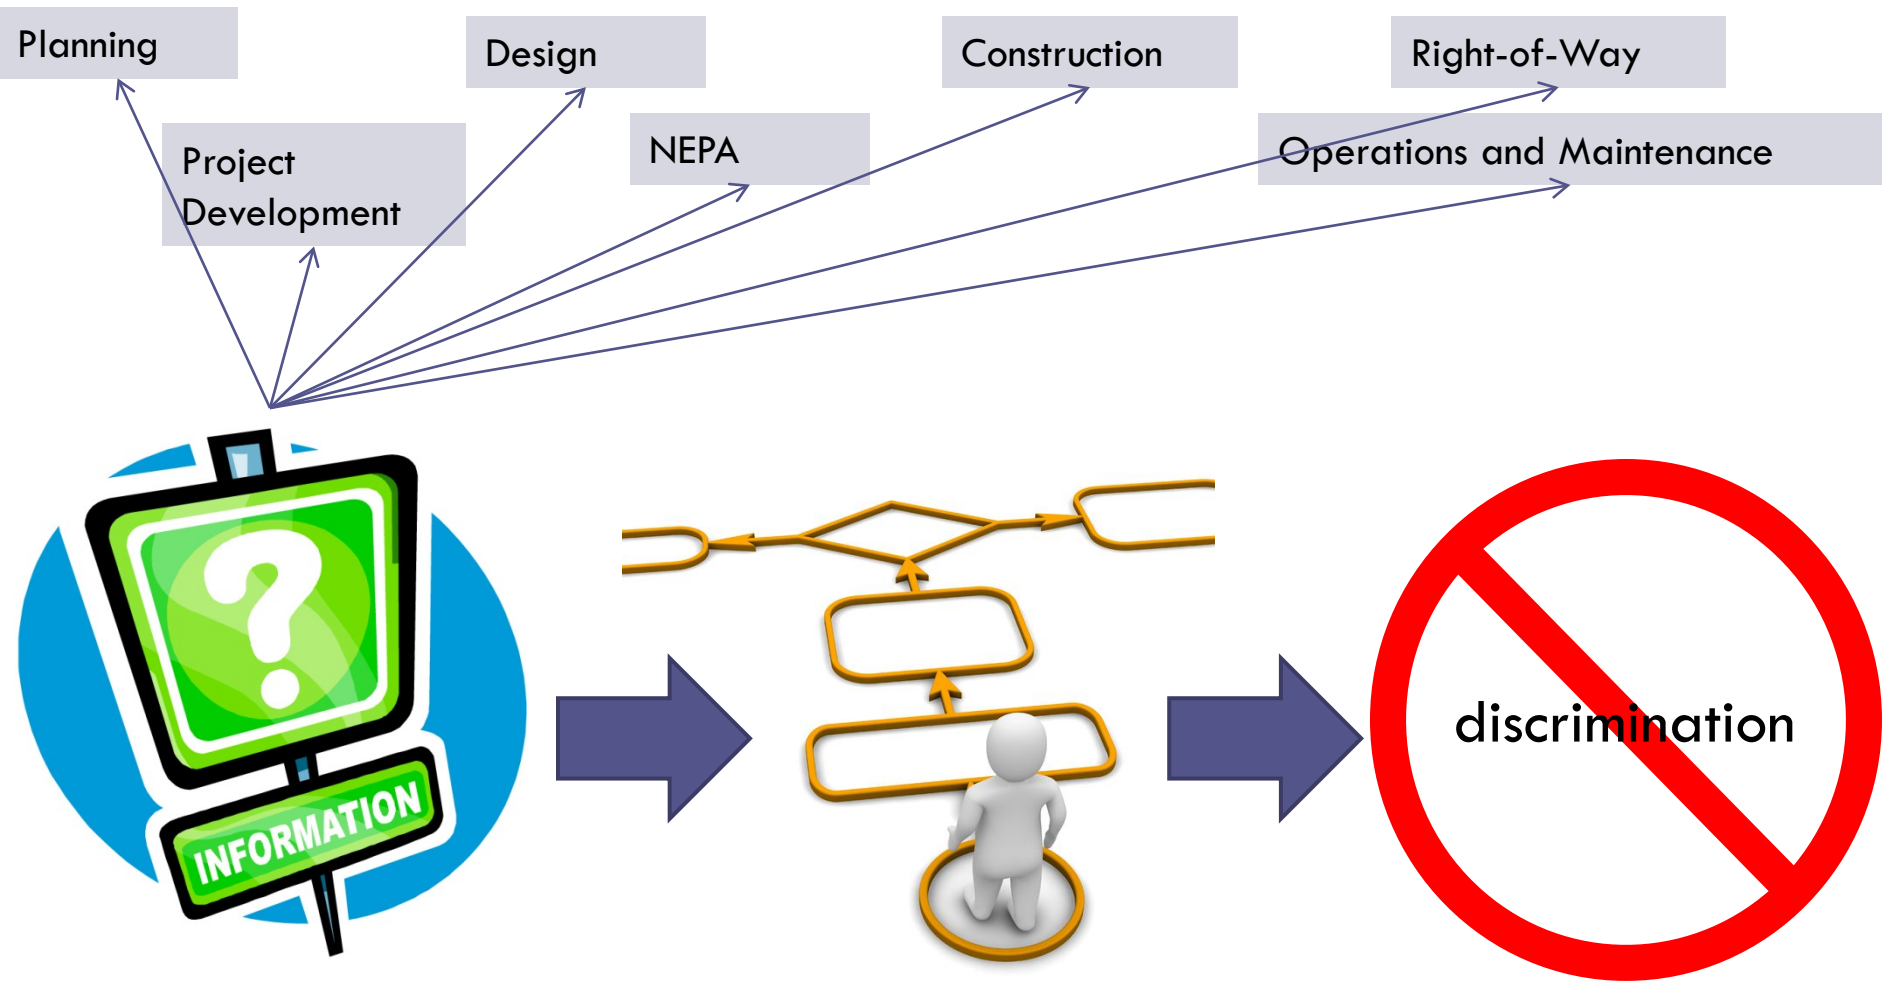 Planning
Design
Construction
Right-of-Way
Project
Development
NEPA
Operations and Maintenance
INFORMATION
?
discrimination